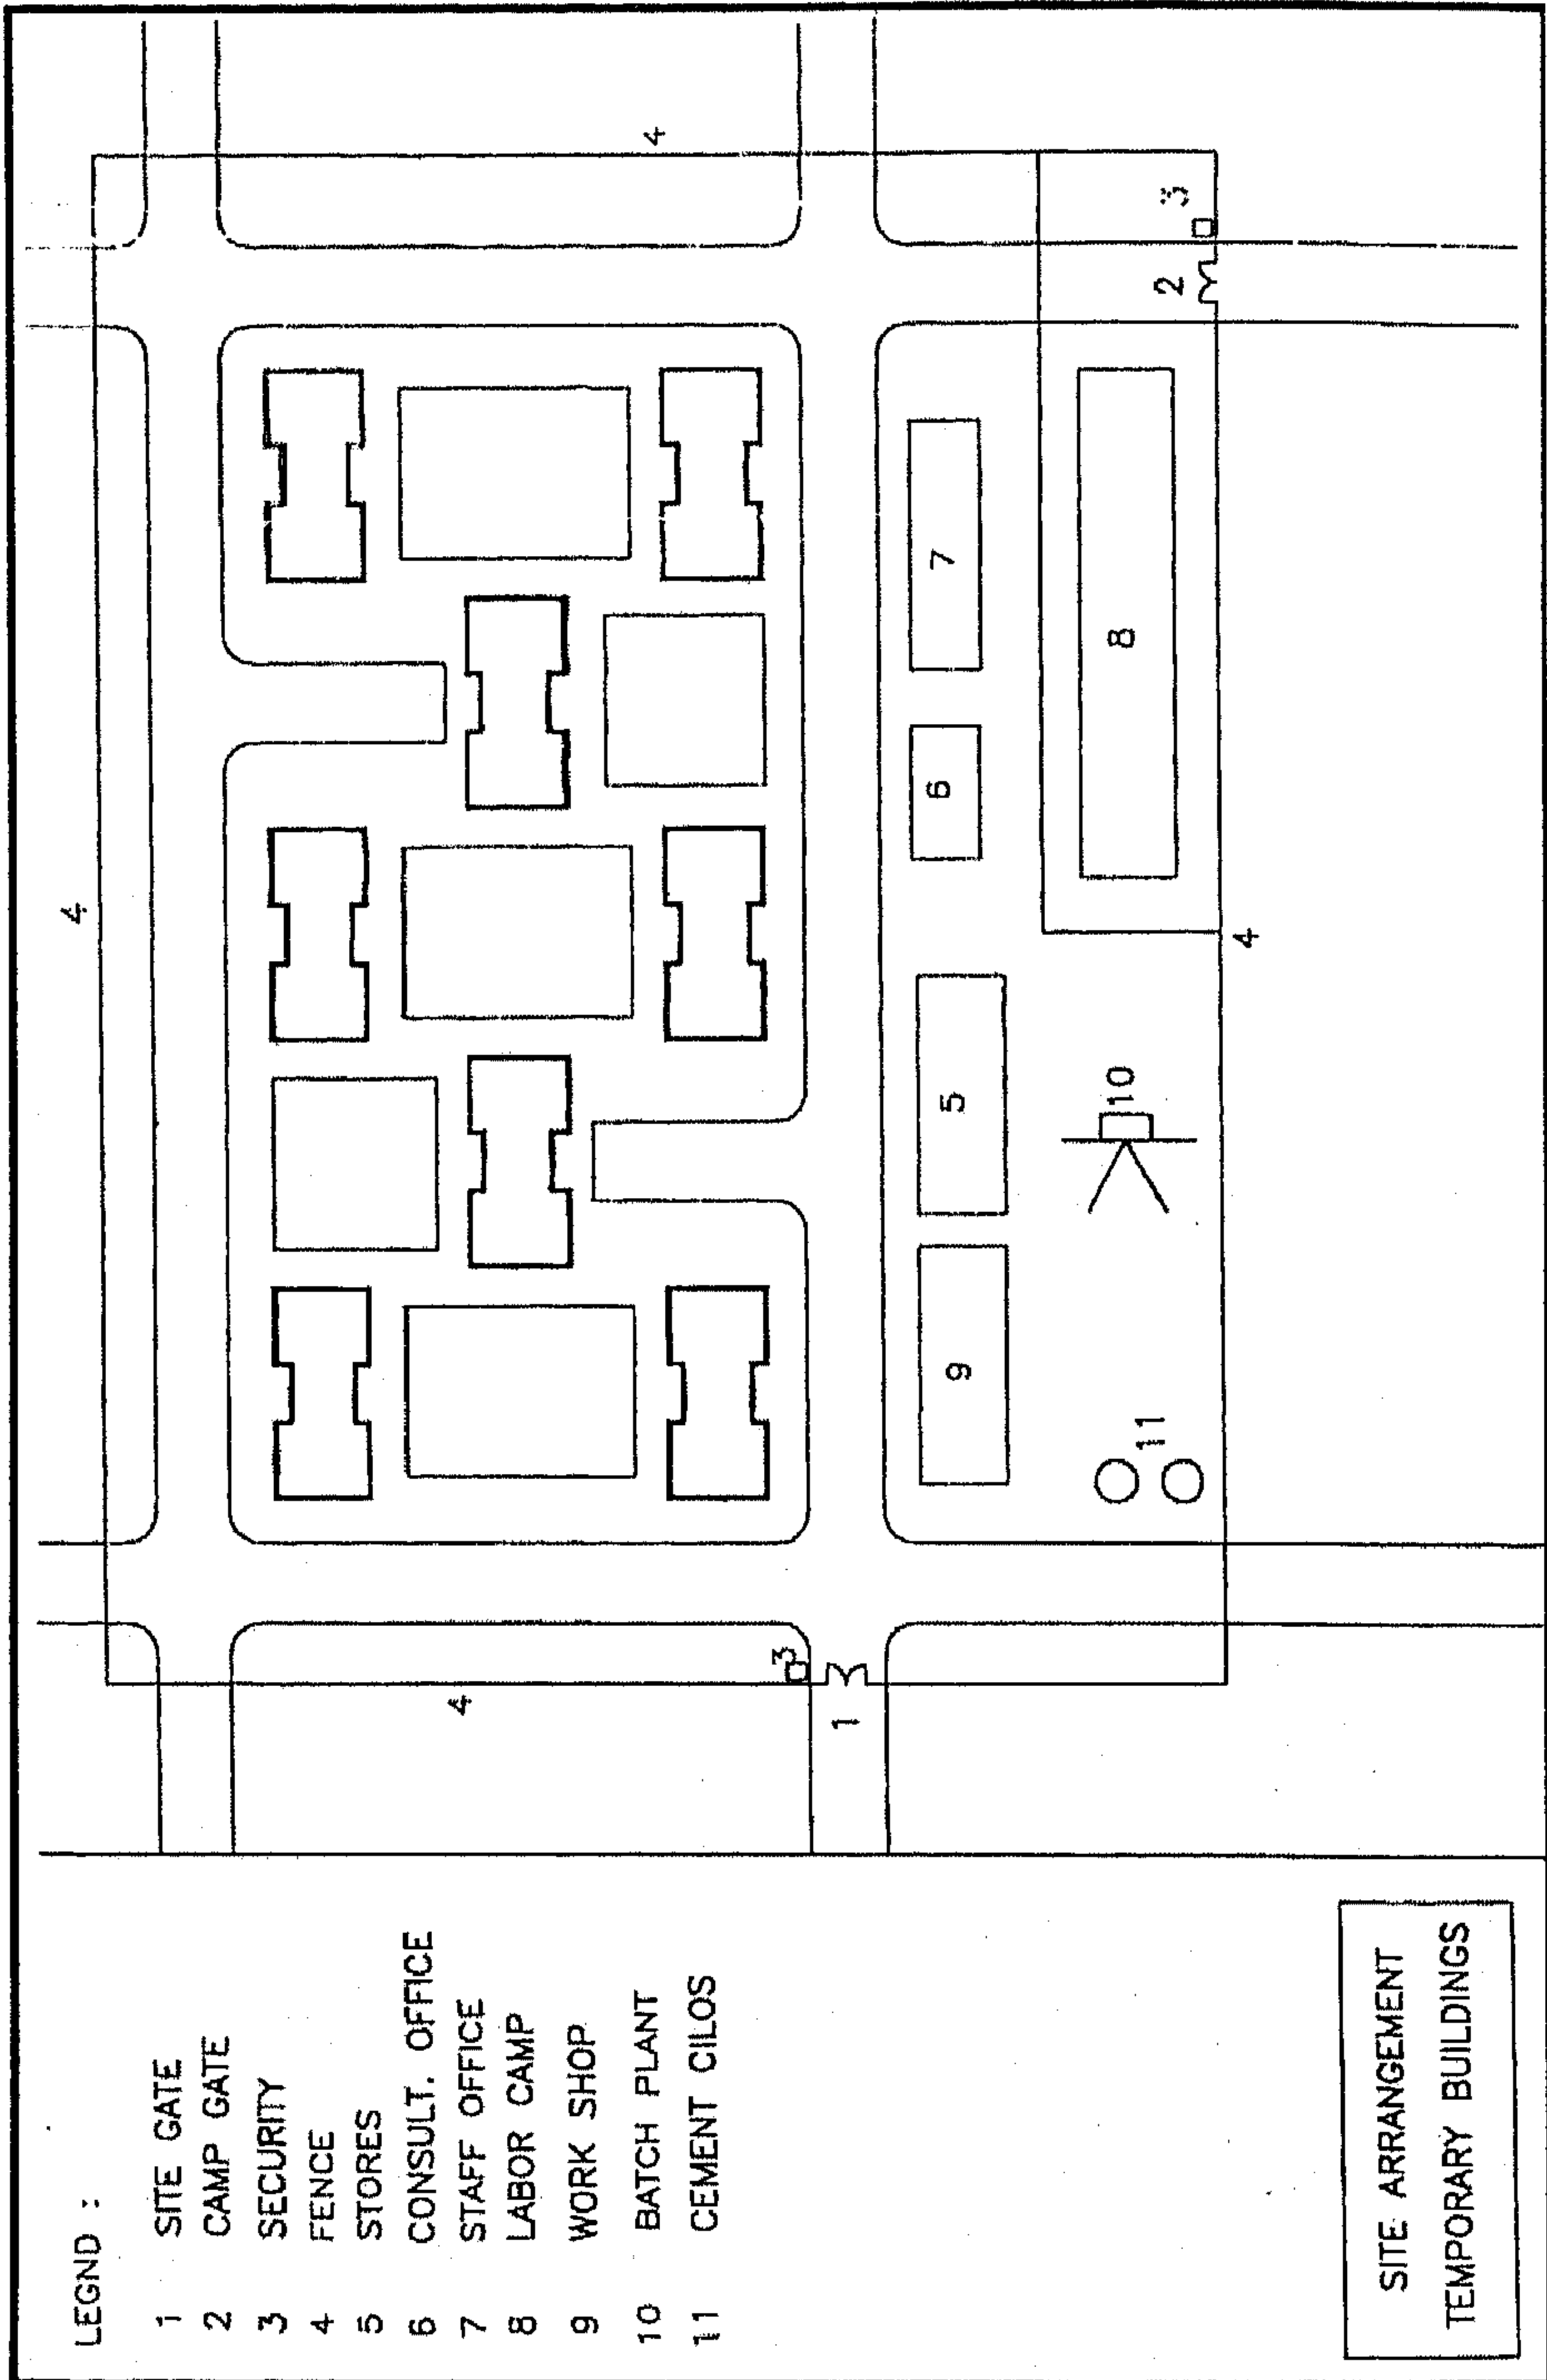 LEGND :
1 SITE GATE
2 CAMP GATE
3 SECURITY
4 FENCE
5 STORES
6 CONSULT. OFFICE
7 STAFF OFFICE
8 LABOR CAMP
9 WORK SHOP
10 BATCH PLANT
11 CEMENT CILOS
4
4
3
1
9
5
6
7
11
10
8
4
4
2
3
SITE ARRANGEMENT
TEMPORARY BUILDINGS